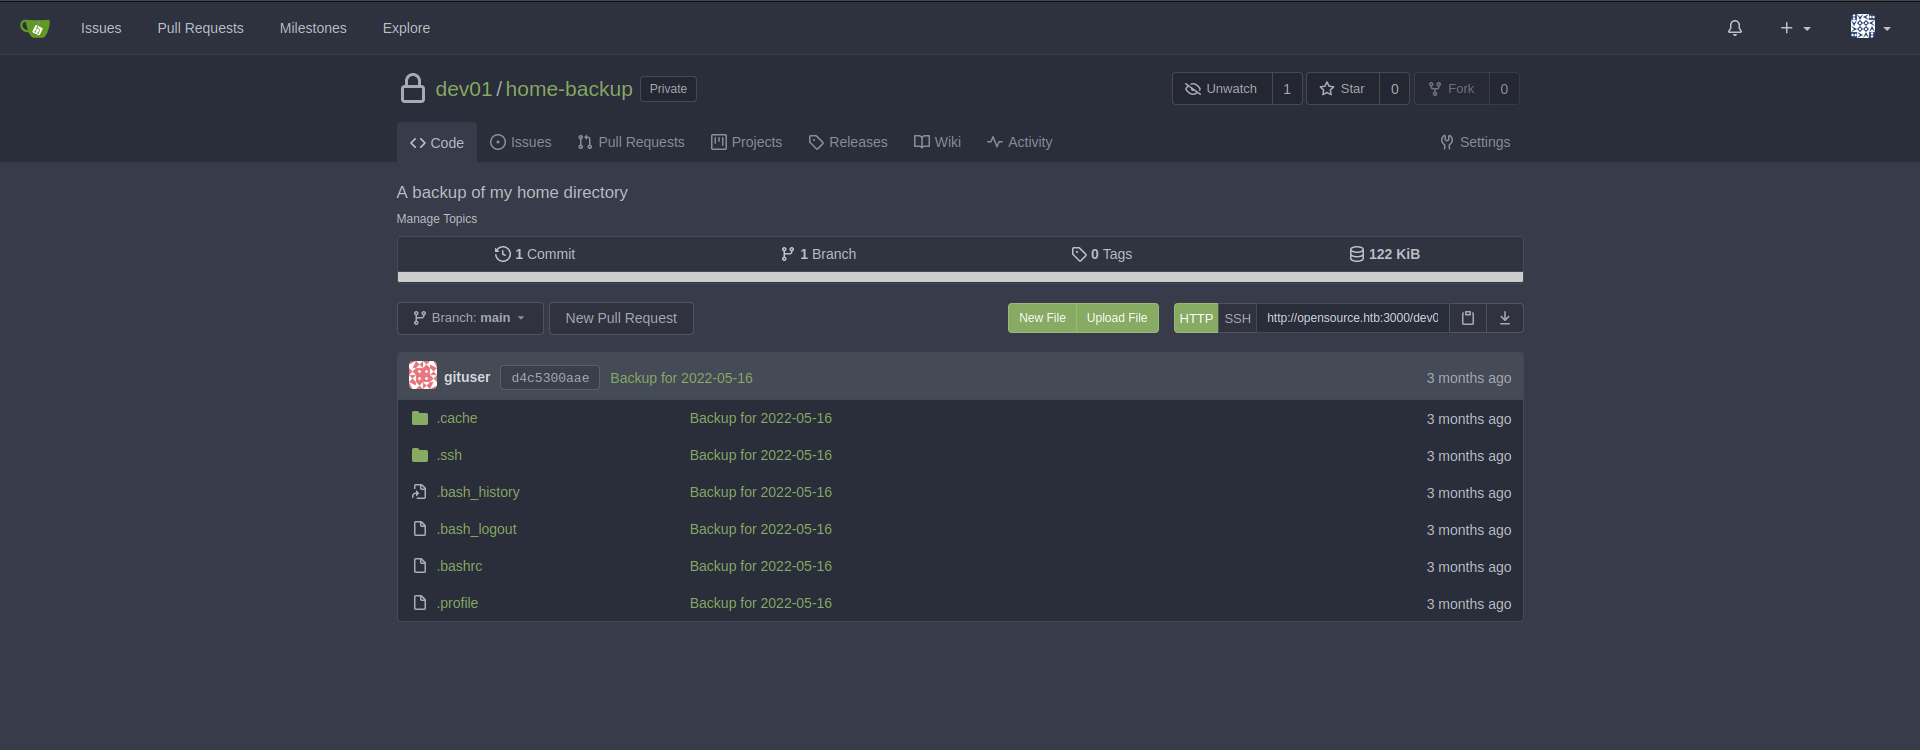 Issues Pull Requests Milestones Explore
dev01 / home-backup Private Unwatch 1 Star 0 Fork 0
Code Issues Pull Requests Projects Releases Wiki Activity Settings
A backup of my home directory
Manage Topics
1 Commit 1 Branch 0 Tags 122 KiB
Branch: main New Pull Request New File Upload File HTTP SSH http://opensource.htb:3000/dev0
gituser d4c5300aae Backup for 2022-05-16 3 months ago
.cache Backup for 2022-05-16 3 months ago
.ssh Backup for 2022-05-16 3 months ago
.bash_history Backup for 2022-05-16 3 months ago
.bash_logout Backup for 2022-05-16 3 months ago
.bashrc Backup for 2022-05-16 3 months ago
.profile Backup for 2022-05-16 3 months ago